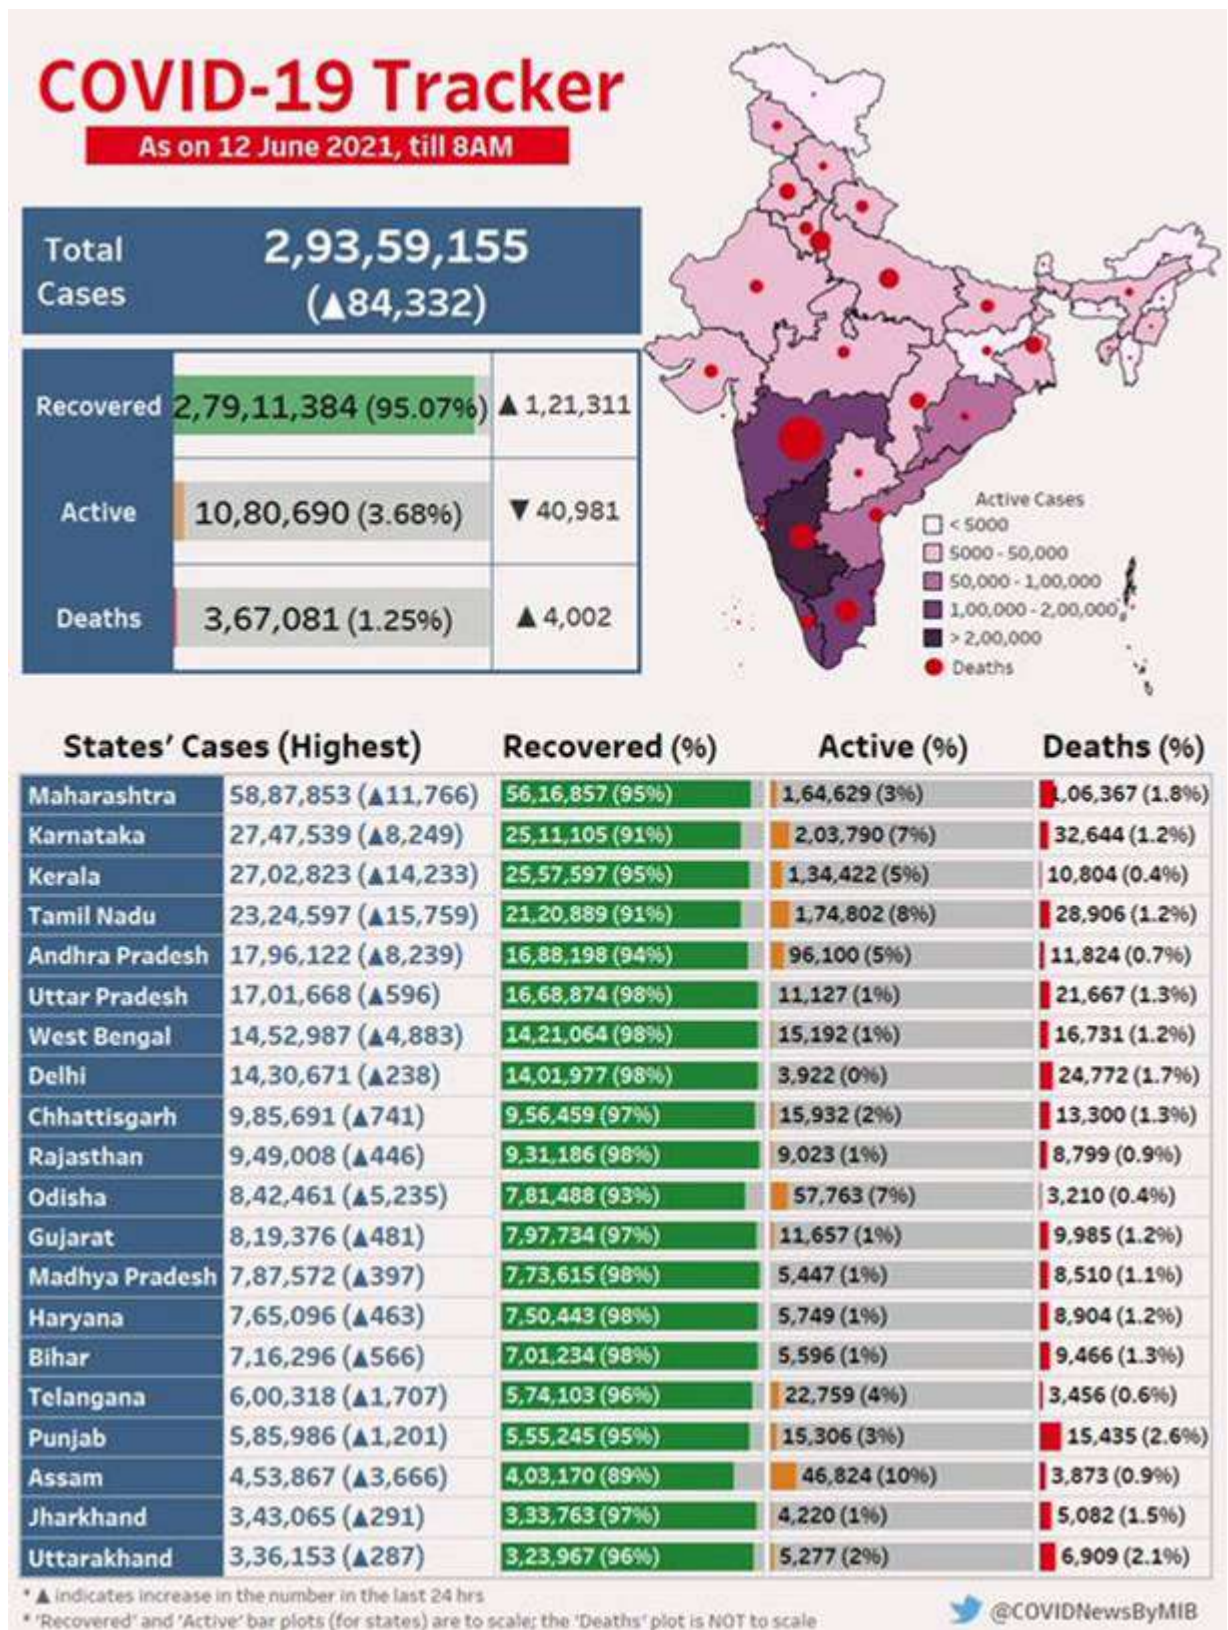 COVID-19 Tracker
As on 12 June 2021, till 8AM
Total Cases
2,93,59,155
(▲84,332)
Recovered 2,79,11,384 (95.07%) ▲ 1,21,311
Active 10,80,690 (3.68%) ▼ 40,981
Deaths 3,67,081 (1.25%) ▲ 4,002
Active Cases
< 5000
5000 - 50,000
50,000 - 1,00,000
1,00,000 - 2,00,000
> 2,00,000
Deaths
States' Cases (Highest) Recovered (%) Active (%) Deaths (%)
Maharashtra 58,87,853 (▲11,766) 56,16,857 (95%) 1,64,629 (3%) 1,06,367 (1.8%)
Karnataka 27,47,539 (▲8,249) 25,11,105 (91%) 2,03,790 (7%) 32,644 (1.2%)
Kerala 27,02,823 (▲14,233) 25,57,597 (95%) 1,34,422 (5%) 10,804 (0.4%)
Tamil Nadu 23,24,597 (▲15,759) 21,20,889 (91%) 1,74,802 (8%) 28,906 (1.2%)
Andhra Pradesh 17,96,122 (▲8,239) 16,88,198 (94%) 96,100 (5%) 11,824 (0.7%)
Uttar Pradesh 17,01,668 (▲596) 16,68,874 (98%) 11,127 (1%) 21,667 (1.3%)
West Bengal 14,52,987 (▲4,883) 14,21,064 (98%) 15,192 (1%) 16,731 (1.2%)
Delhi 14,30,671 (▲238) 14,01,977 (98%) 3,922 (0%) 24,772 (1.7%)
Chhattisgarh 9,85,691 (▲741) 9,56,459 (97%) 15,932 (2%) 13,300 (1.3%)
Rajasthan 9,49,008 (▲446) 9,31,186 (98%) 9,023 (1%) 8,799 (0.9%)
Odisha 8,42,461 (▲5,235) 7,81,488 (93%) 57,763 (7%) 3,210 (0.4%)
Gujarat 8,19,376 (▲481) 7,97,734 (97%) 11,657 (1%) 9,985 (1.2%)
Madhya Pradesh 7,87,572 (▲397) 7,73,615 (98%) 5,447 (1%) 8,510 (1.1%)
Haryana 7,65,096 (▲463) 7,50,443 (98%) 5,749 (1%) 8,904 (1.2%)
Bihar 7,16,296 (▲566) 7,01,234 (98%) 5,596 (1%) 9,466 (1.3%)
Telangana 6,00,318 (▲1,707) 5,74,103 (96%) 22,759 (4%) 3,456 (0.6%)
Punjab 5,85,986 (▲1,201) 5,55,245 (95%) 15,306 (3%) 15,435 (2.6%)
Assam 4,53,867 (▲3,666) 4,03,170 (89%) 46,824 (10%) 3,873 (0.9%)
Jharkhand 3,43,065 (▲291) 3,33,763 (97%) 4,220 (1%) 5,082 (1.5%)
Uttarakhand 3,36,153 (▲287) 3,23,967 (96%) 5,277 (2%) 6,909 (2.1%)
* ▲ indicates increase in the number in the last 24 hrs
* 'Recovered' and 'Active' bar plots (for states) are to scale; the 'Deaths' plot is NOT to scale
@COVIDNewsByMIB